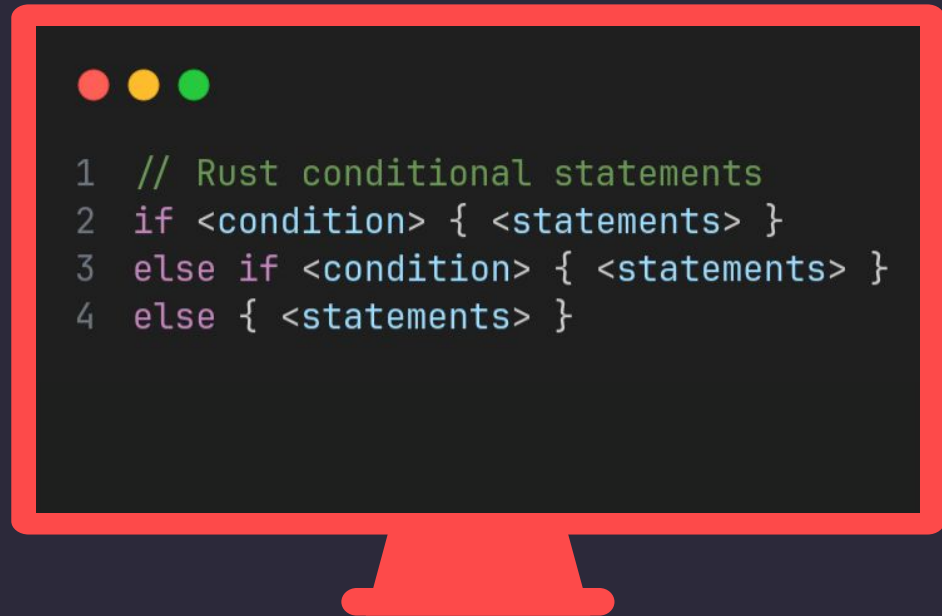 1 // Rust conditional statements
2 if <condition> { <statements> }
3 else if <condition> { <statements> }
4 else { <statements> }